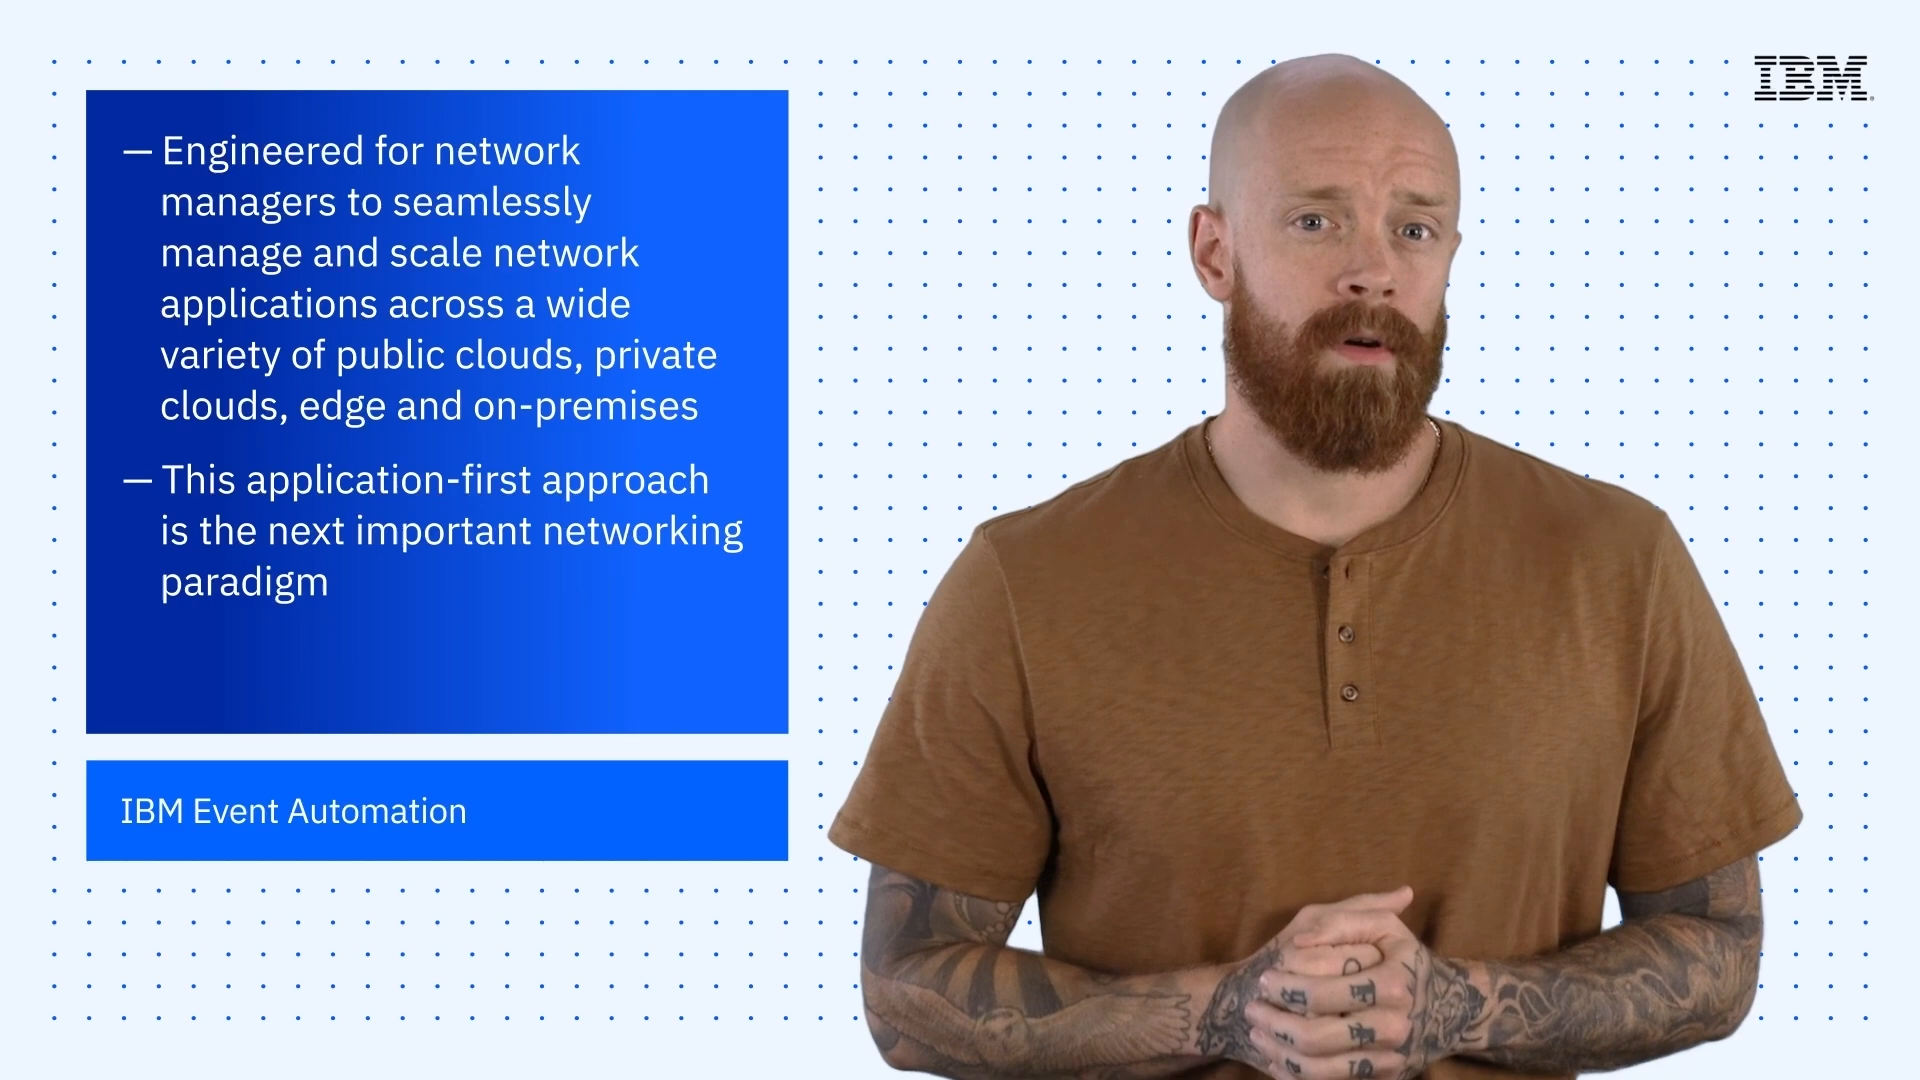 IBM
— Engineered for network
managers to seamlessly
manage and scale network
applications across a wide
variety of public clouds, private
clouds, edge and on-premises
— This application-first approach
is the next important networking
paradigm
IBM Event Automation